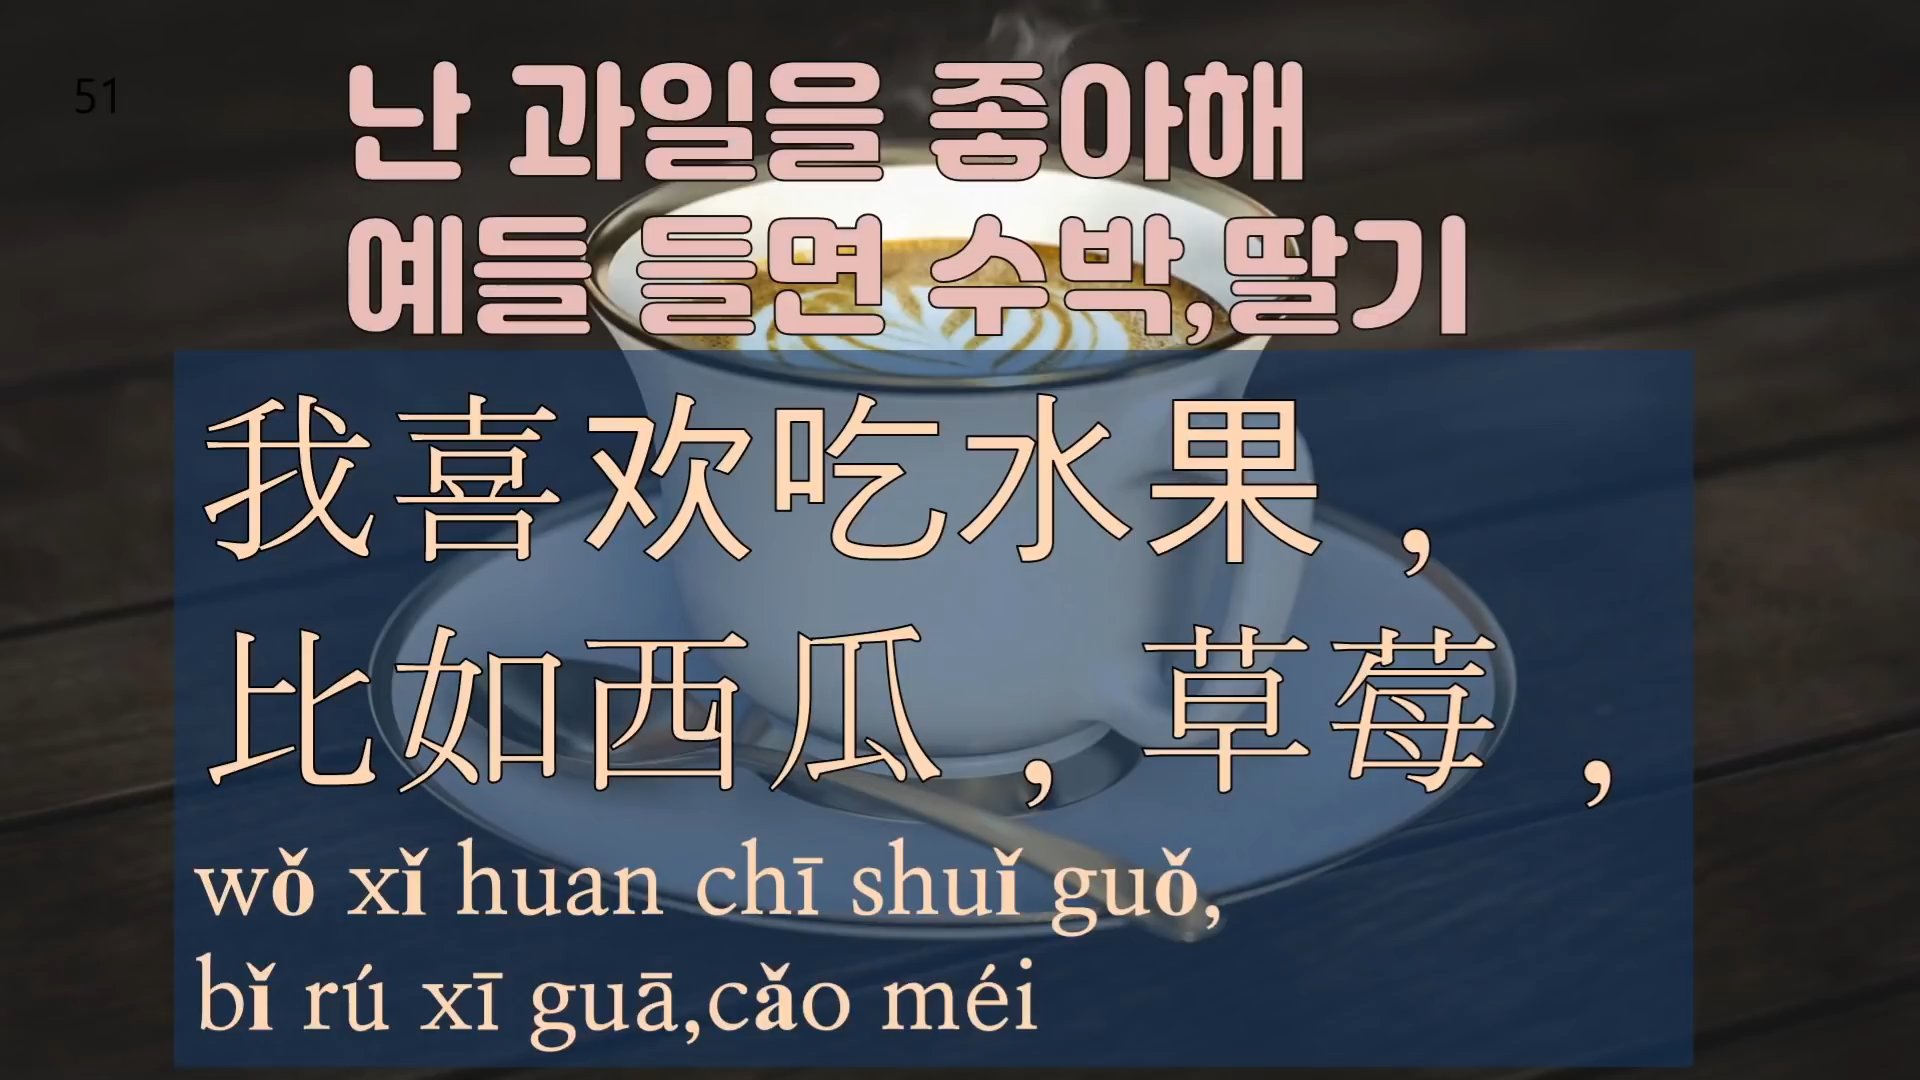 51
난 과일을 좋아해
예들 들면 수박,딸기
我喜欢吃水果，
比如西瓜，草莓，
wǒ xǐ huan chī shuǐ guǒ,
bǐ rú xī guā,cǎo méi